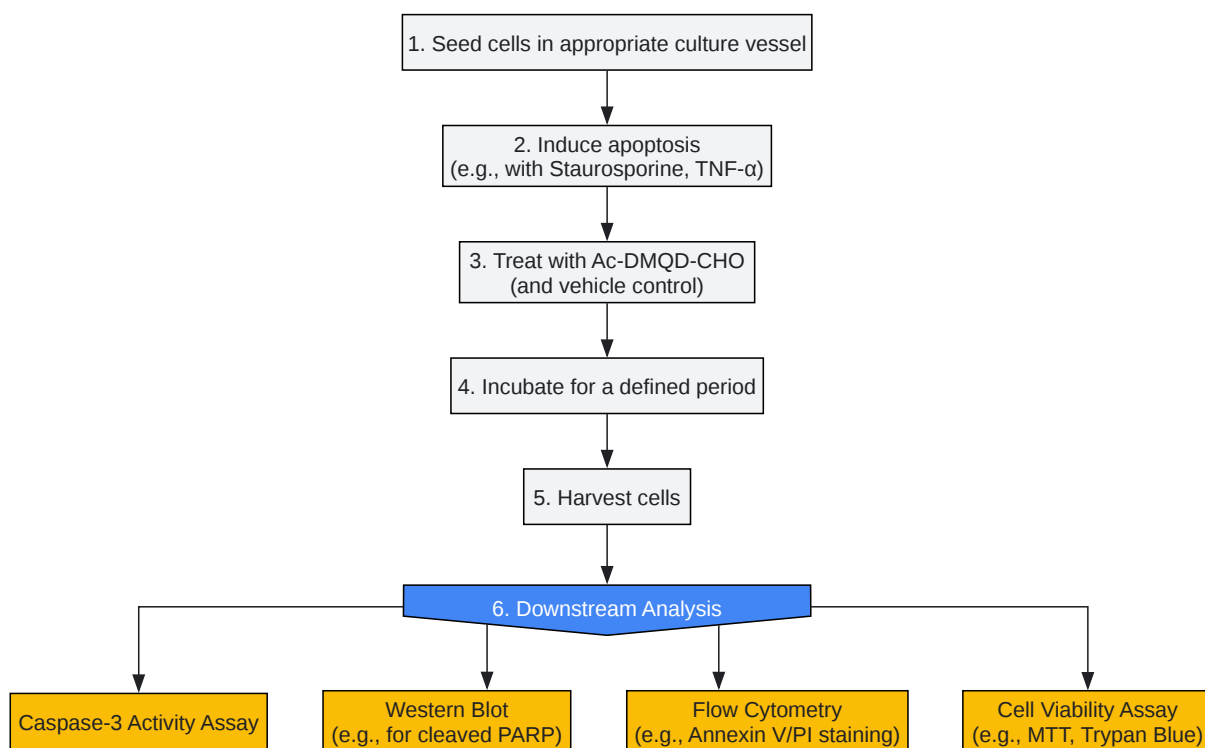 1. Seed cells in appropriate culture vessel
2. Induce apoptosis
(e.g., with Staurosporine, TNF-α)
3. Treat with Ac-DMQD-CHO
(and vehicle control)
4. Incubate for a defined period
5. Harvest cells
6. Downstream Analysis
Caspase-3 Activity Assay
Western Blot
(e.g., for cleaved PARP)
Flow Cytometry
(e.g., Annexin V/PI staining)
Cell Viability Assay
(e.g., MTT, Trypan Blue)